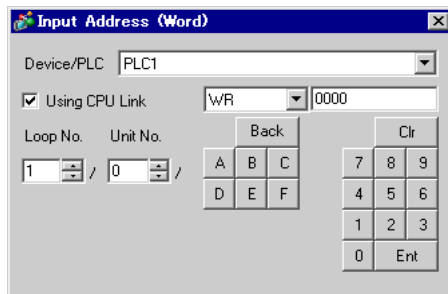 Input Address (Word)
Device/PLC PLC1
Using CPU Link WR 0000
Back Clr
Loop No. Unit No.
A B C 7 8 9
1 / 0 /
D E F 4 5 6
1 2 3
0 Ent